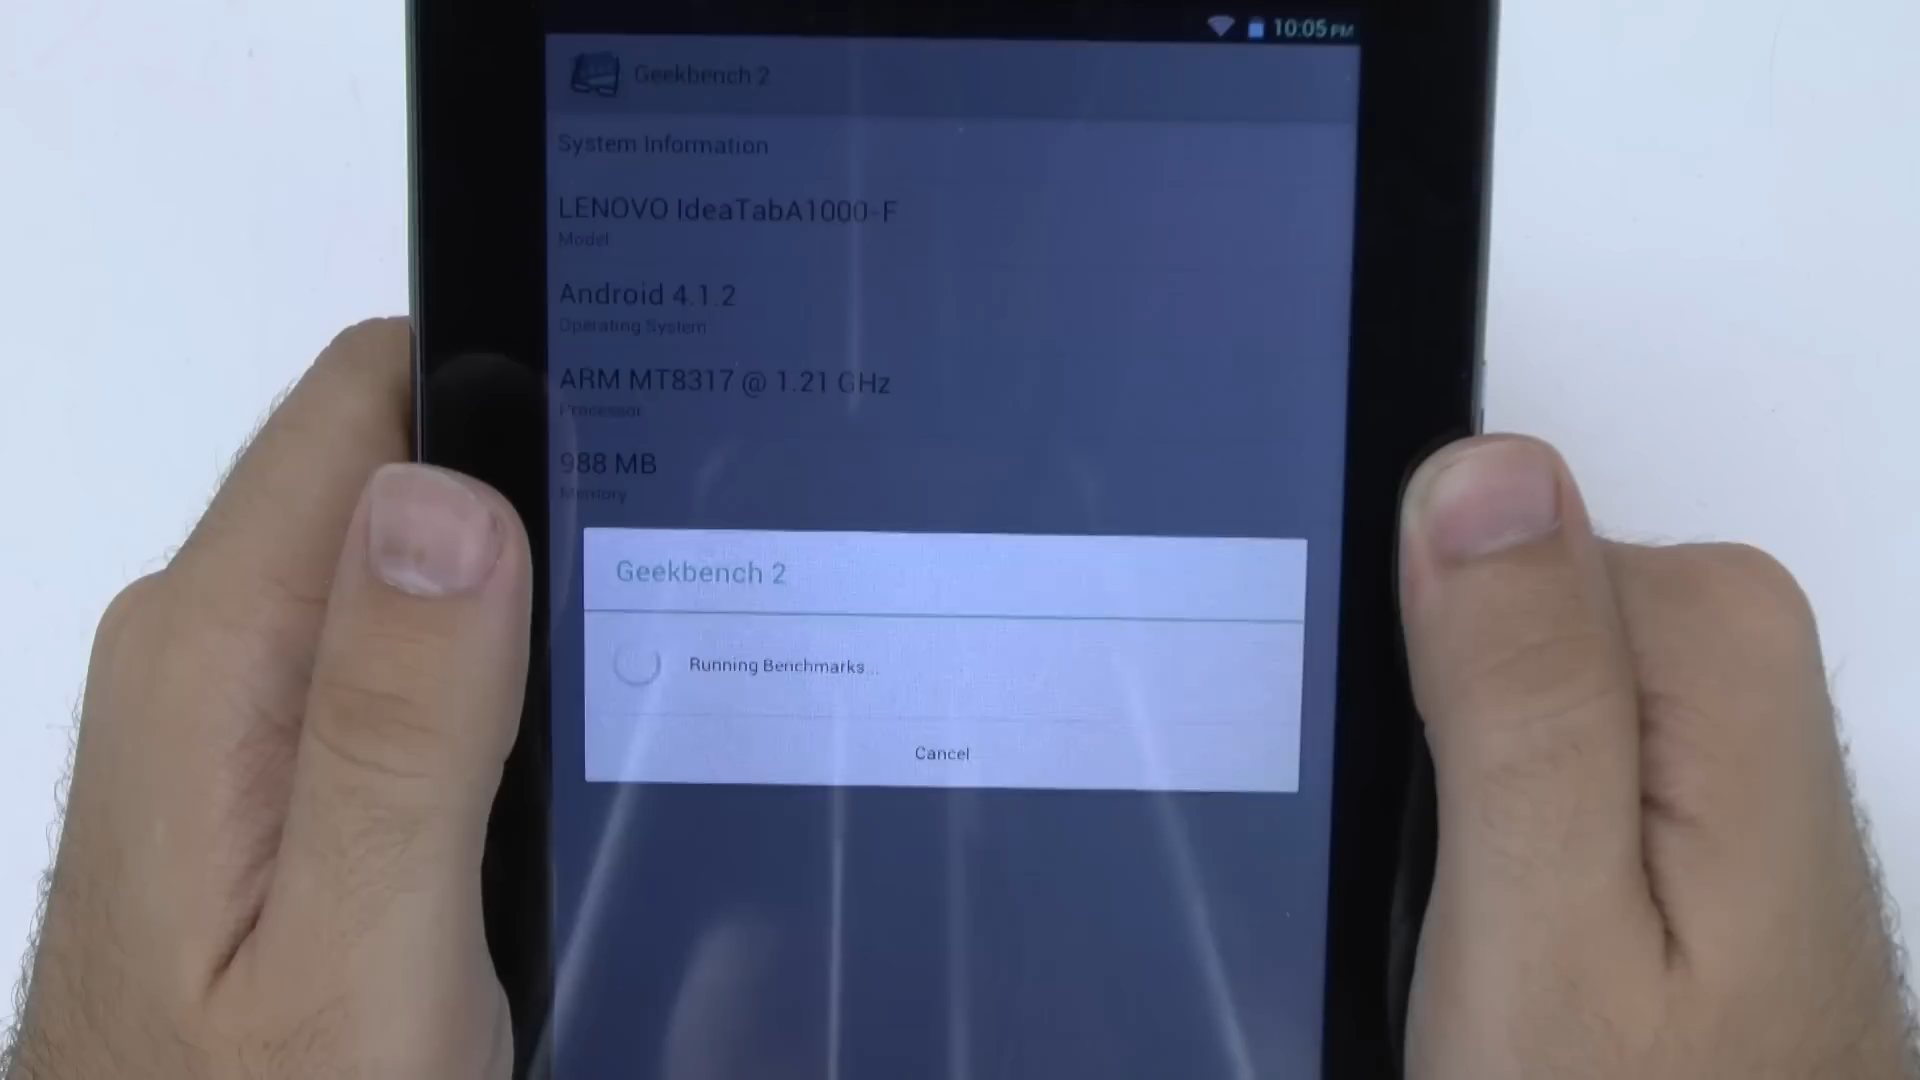 10:05 PM
Geekbench 2
System Information
LENOVO IdeaTabA1000-F
Model
Android 4.1.2
Operating System
ARM MT8317 @ 1.21 GHz
Processor
988 MB
Memory
Geekbench 2
Running Benchmarks...
Cancel